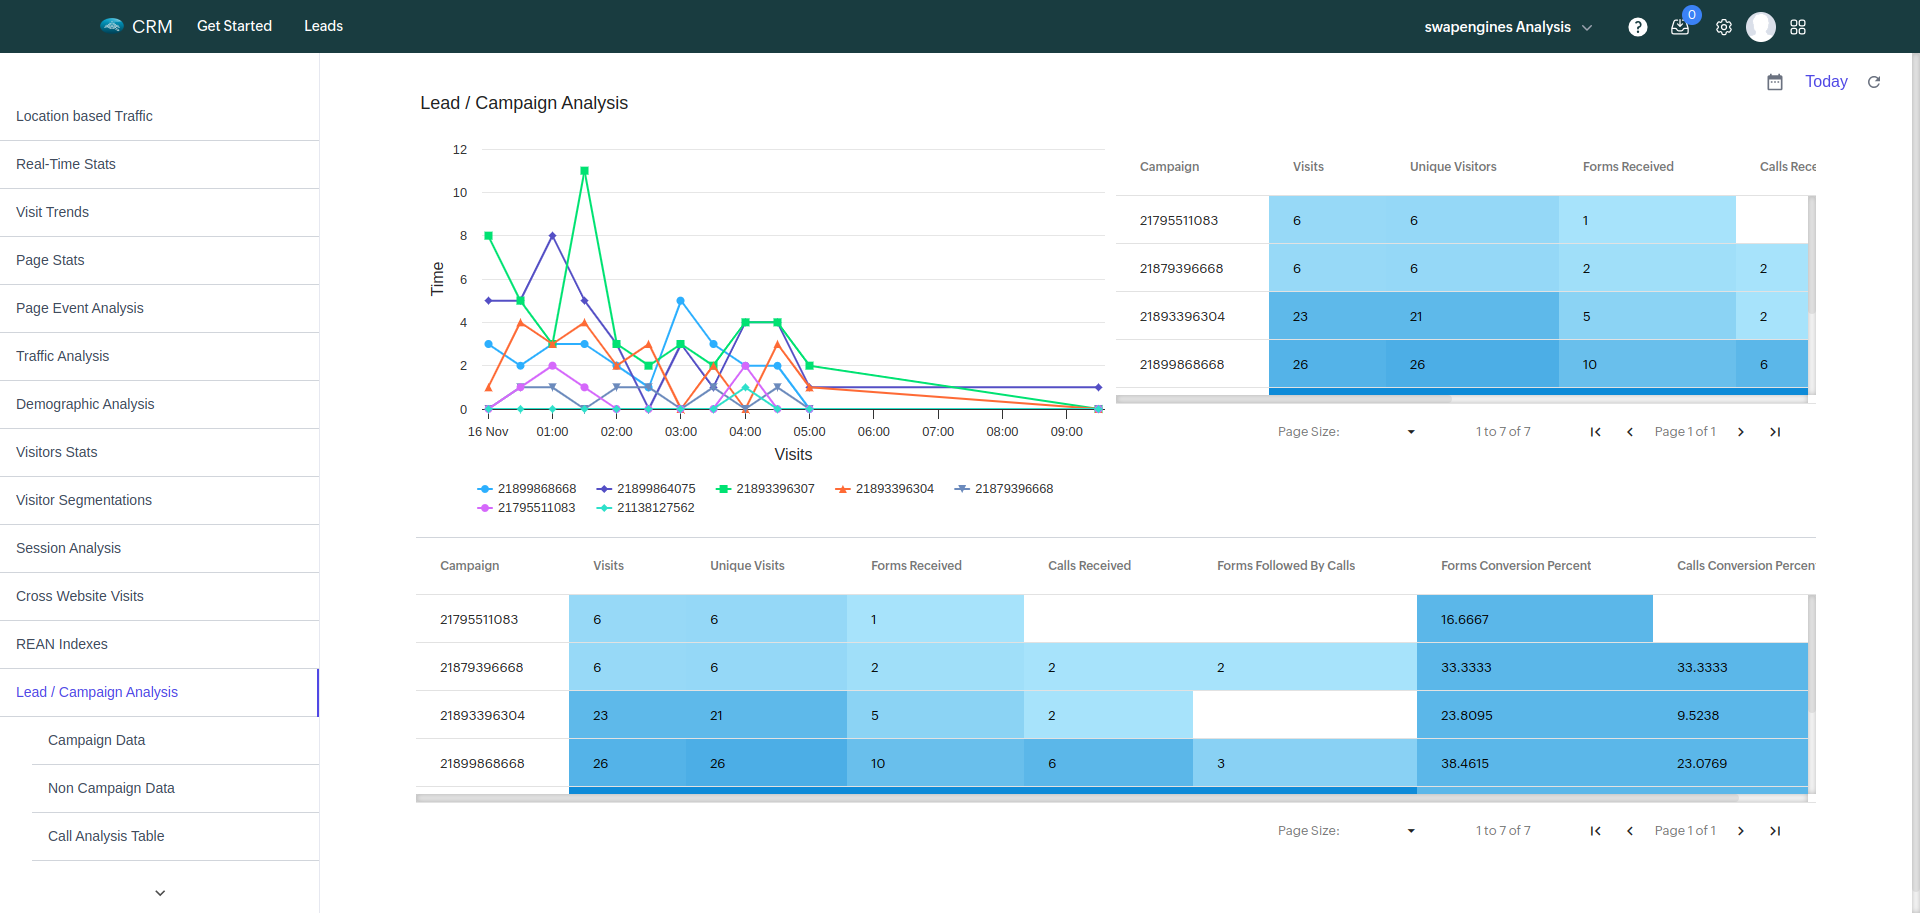 CRM Get Started Leads swapengines Analysis ? 0
Today
Location based Traffic
Real-Time Stats
Visit Trends
Page Stats
Page Event Analysis
Traffic Analysis
Demographic Analysis
Visitors Stats
Visitor Segmentations
Session Analysis
Cross Website Visits
REAN Indexes
Lead / Campaign Analysis
Campaign Data
Non Campaign Data
Call Analysis Table
Lead / Campaign Analysis
12
10
8
6
4
2
0
Time
16 Nov 01:00 02:00 03:00 04:00 05:00 06:00 07:00 08:00 09:00
Visits
21899868668 21899864075 21893396307 21893396304 21879396668
21795511083 21138127562
Campaign Visits Unique Visitors Forms Received Calls Rece
21795511083 6 6 1
21879396668 6 6 2 2
21893396304 23 21 5 2
21899868668 26 26 10 6
Page Size: 1 to 7 of 7 Page 1 of 1
Campaign Visits Unique Visits Forms Received Calls Received Forms Followed By Calls Forms Conversion Percent Calls Conversion Percen
21795511083 6 6 1 16.6667
21879396668 6 6 2 2 2 33.3333 33.3333
21893396304 23 21 5 2 23.8095 9.5238
21899868668 26 26 10 6 3 38.4615 23.0769
Page Size: 1 to 7 of 7 Page 1 of 1